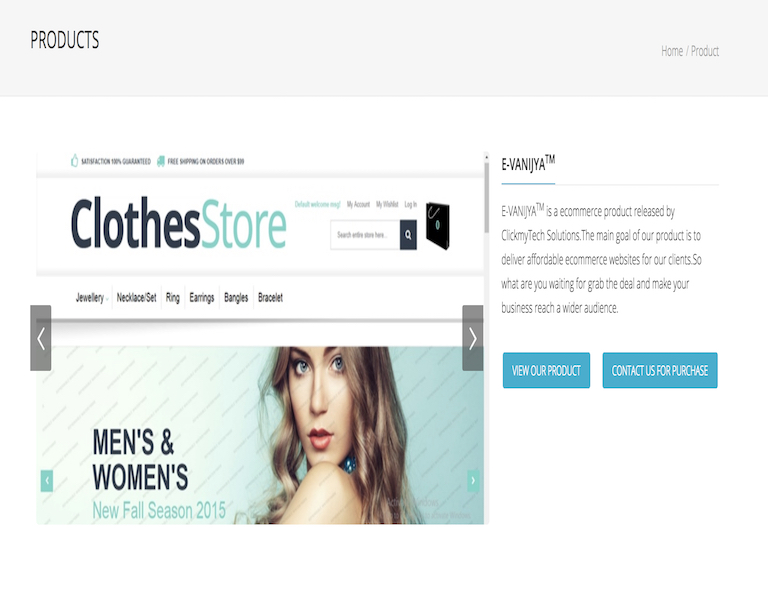 PRODUCTS
Home / Product
SATISFACTION 100% GUARANTEED FREE SHIPPING ON ORDERS OVER $99
ClothesStore
Default welcome msg! My Account My Wishlist Log In
Search entire store here...
Jewellery Necklace/Set Ring Earrings Bangles Bracelet
MEN'S &
WOMEN'S
New Fall Season 2015
E-VANIJYA™
E-VANIJYA™ is a ecommerce product released by
ClickmyTech Solutions.The main goal of our product is to
deliver affordable ecommerce websites for our clients.So
what are you waiting for grab the deal and make your
business reach a wider audience.
VIEW OUR PRODUCT CONTACT US FOR PURCHASE